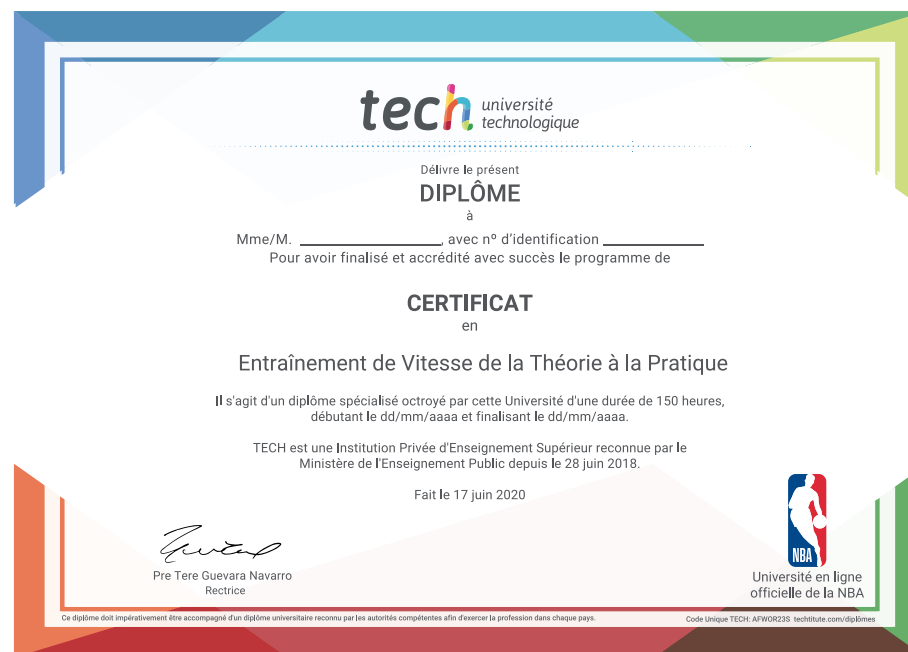 tech université
technologique
Délivre le présent
DIPLÔME
à
Mme/M. ____________________, avec nº d'identification ______________
Pour avoir finalisé et accrédité avec succès le programme de
CERTIFICAT
en
Entraînement de Vitesse de la Théorie à la Pratique
Il s'agit d'un diplôme spécialisé octroyé par cette Université d'une durée de 150 heures,
débutant le dd/mm/aaaa et finalisant le dd/mm/aaaa.
TECH est une Institution Privée d'Enseignement Supérieur reconnue par le
Ministère de l'Enseignement Public depuis le 28 juin 2018.
Fait le 17 juin 2020
Pre Tere Guevara Navarro
Rectrice
NBA
Université en ligne
officielle de la NBA
Ce diplôme doit impérativement être accompagné d'un diplôme universitaire reconnu par les autorités compétentes afin d'exercer la profession dans chaque pays.
Code Unique TECH: AFWOR23S techtitute.com/diplômes